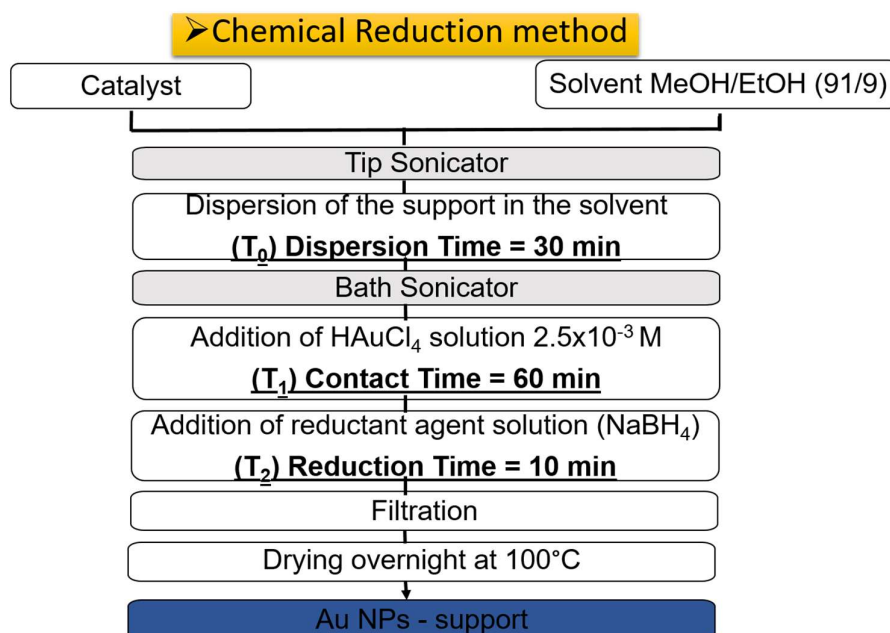 ➢Chemical Reduction method
Catalyst
Solvent MeOH/EtOH (91/9)
Tip Sonicator
Dispersion of the support in the solvent
(T₀) Dispersion Time = 30 min
Bath Sonicator
Addition of HAuCl₄ solution 2.5x10⁻³ M
(T₁) Contact Time = 60 min
Addition of reductant agent solution (NaBH₄)
(T₂) Reduction Time = 10 min
Filtration
Drying overnight at 100°C
Au NPs - support